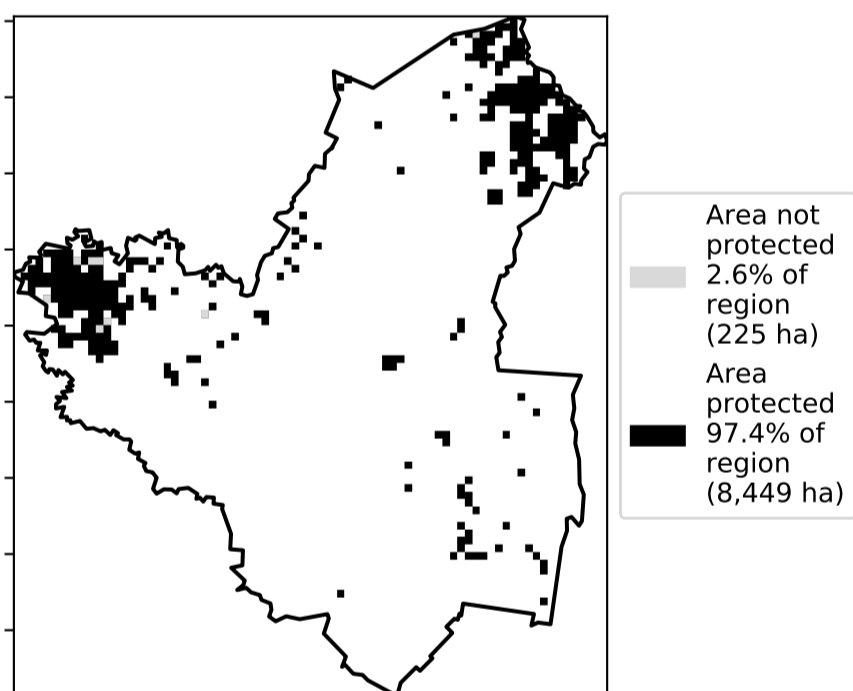 Area not
protected
2.6% of
region
(225 ha)
Area
protected
97.4% of
region
(8,449 ha)